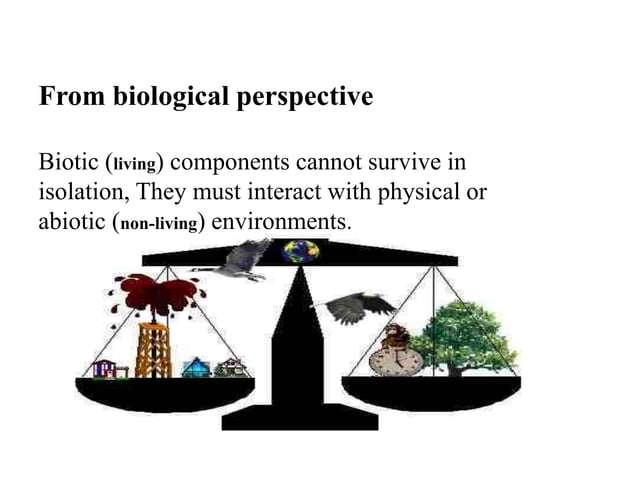 From biological perspective
Biotic (living) components cannot survive in
isolation, They must interact with physical or
abiotic (non-living) environments.